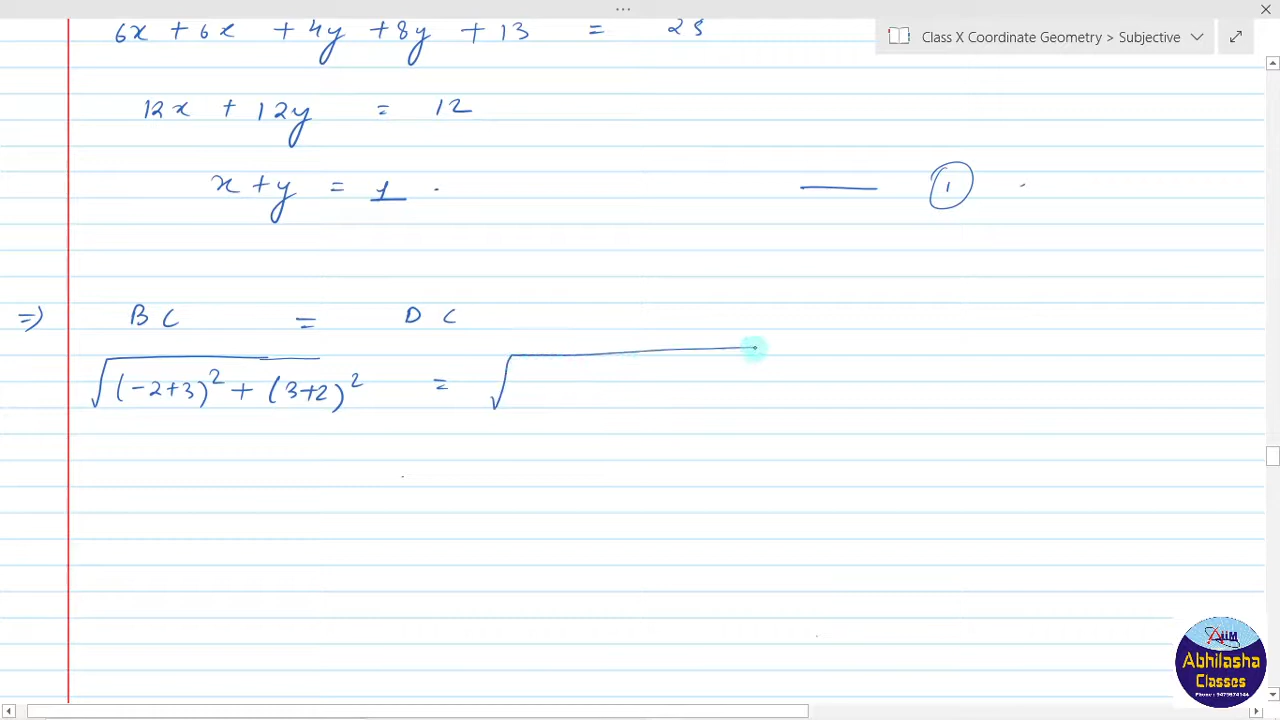 6x + 6x + 4y + 8y + 13 = 25
Class X Coordinate Geometry > Subjective
12x + 12y = 12
x + y = 1 . —— ①
=) BC = DC
√(-2+3)² + (3+2)² = √
AIIM
Abhilasha
Classes